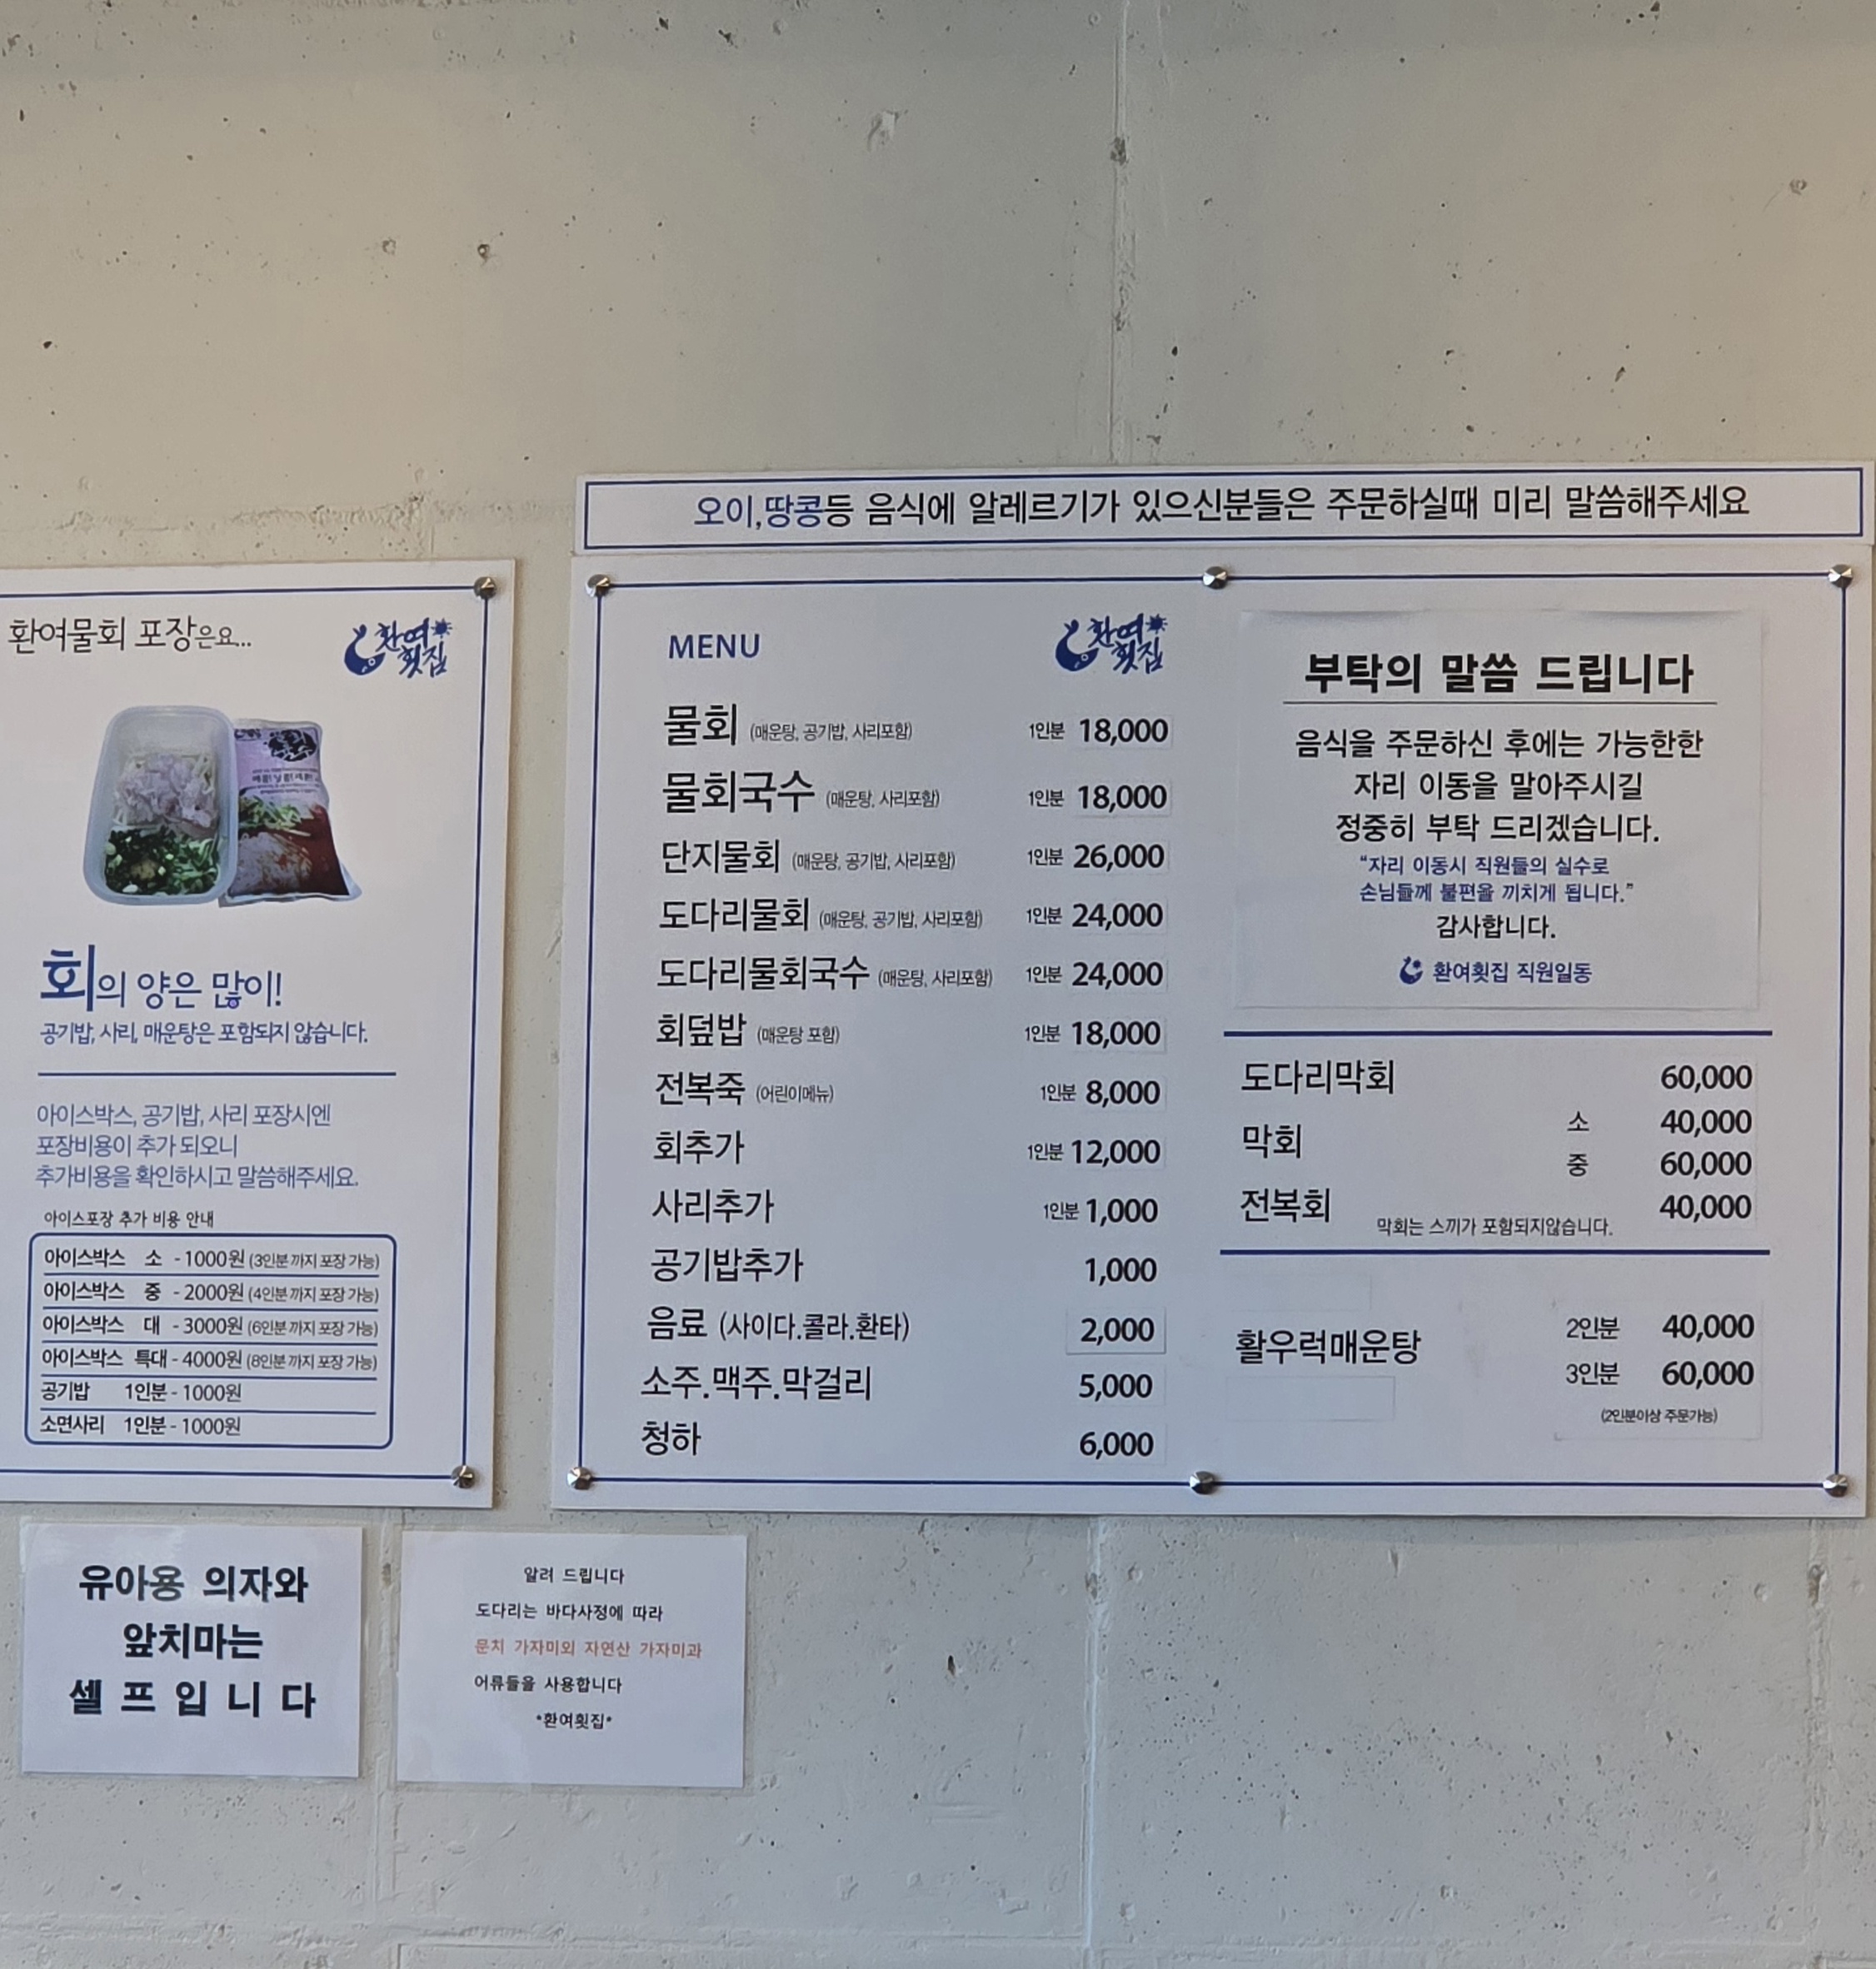 오이,땅콩등 음식에 알레르기가 있으신분들은 주문하실때 미리 말씀해주세요
환여물회 포장은요...
환여횟집
회의 양은 많이!
공기밥, 사리, 매운탕은 포함되지 않습니다.
아이스박스, 공기밥, 사리 포장시엔
포장비용이 추가 되오니
추가비용을 확인하시고 말씀해주세요.
아이스포장 추가 비용 안내
아이스박스 소 - 1000원 (3인분까지 포장 가능)
아이스박스 중 - 2000원 (4인분까지 포장 가능)
아이스박스 대 - 3000원 (6인분까지 포장 가능)
아이스박스 특대 - 4000원 (8인분까지 포장 가능)
공기밥 1인분 - 1000원
소면사리 1인분 - 1000원
MENU
환여횟집
물회 (매운탕, 공기밥, 사리포함) 1인분 18,000
물회국수 (매운탕, 사리포함) 1인분 18,000
단지물회 (매운탕, 공기밥, 사리포함) 1인분 26,000
도다리물회 (매운탕, 공기밥, 사리포함) 1인분 24,000
도다리물회국수 (매운탕, 사리포함) 1인분 24,000
회덮밥 (매운탕 포함) 1인분 18,000
전복죽 (어린이메뉴) 1인분 8,000
회추가 1인분 12,000
사리추가 1인분 1,000
공기밥추가 1,000
음료 (사이다.콜라.환타) 2,000
소주.맥주.막걸리 5,000
청하 6,000
부탁의 말씀 드립니다
음식을 주문하신 후에는 가능한한
자리 이동을 말아주시길
정중히 부탁 드리겠습니다.
"자리 이동시 직원들의 실수로
손님들께 불편을 끼치게 됩니다."
감사합니다.
환여횟집 직원일동
도다리막회 60,000
막회 소 40,000
중 60,000
전복회 40,000
막회는 스끼가 포함되지않습니다.
활우럭매운탕 2인분 40,000
3인분 60,000
(2인분이상 주문가능)
유아용 의자와
앞치마는
셀 프 입 니 다
알려 드립니다
도다리는 바다사정에 따라
문치 가자미외 자연산 가자미과
어류들을 사용합니다
*환여횟집*